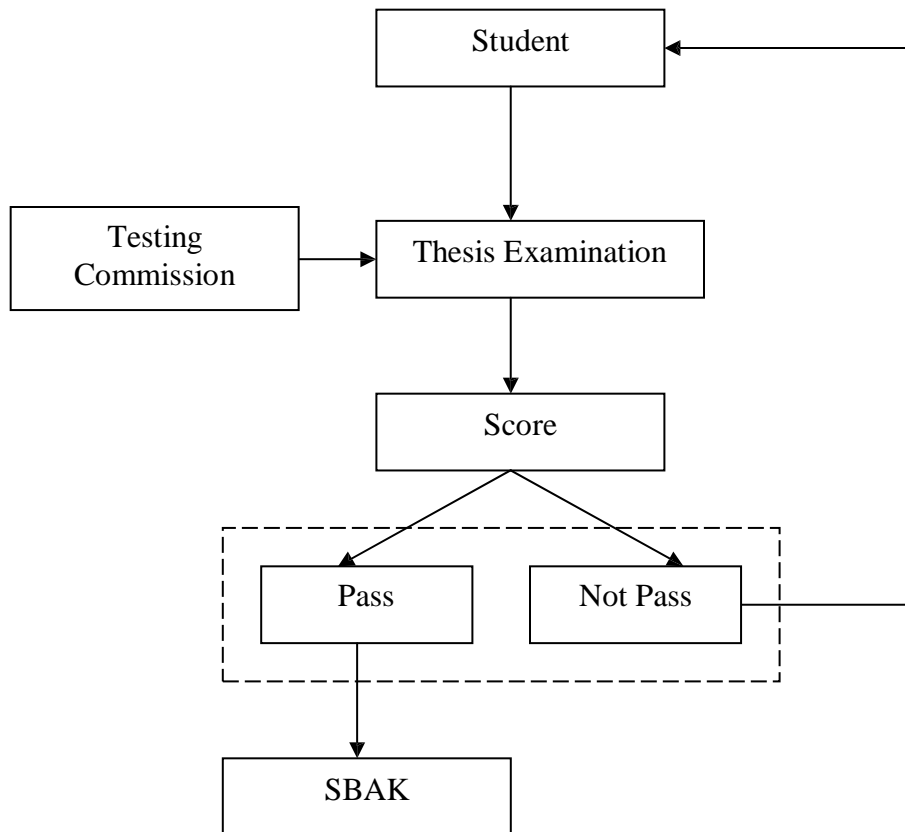 Student
Testing
Commission
Thesis Examination
Score
Pass
Not Pass
SBAK